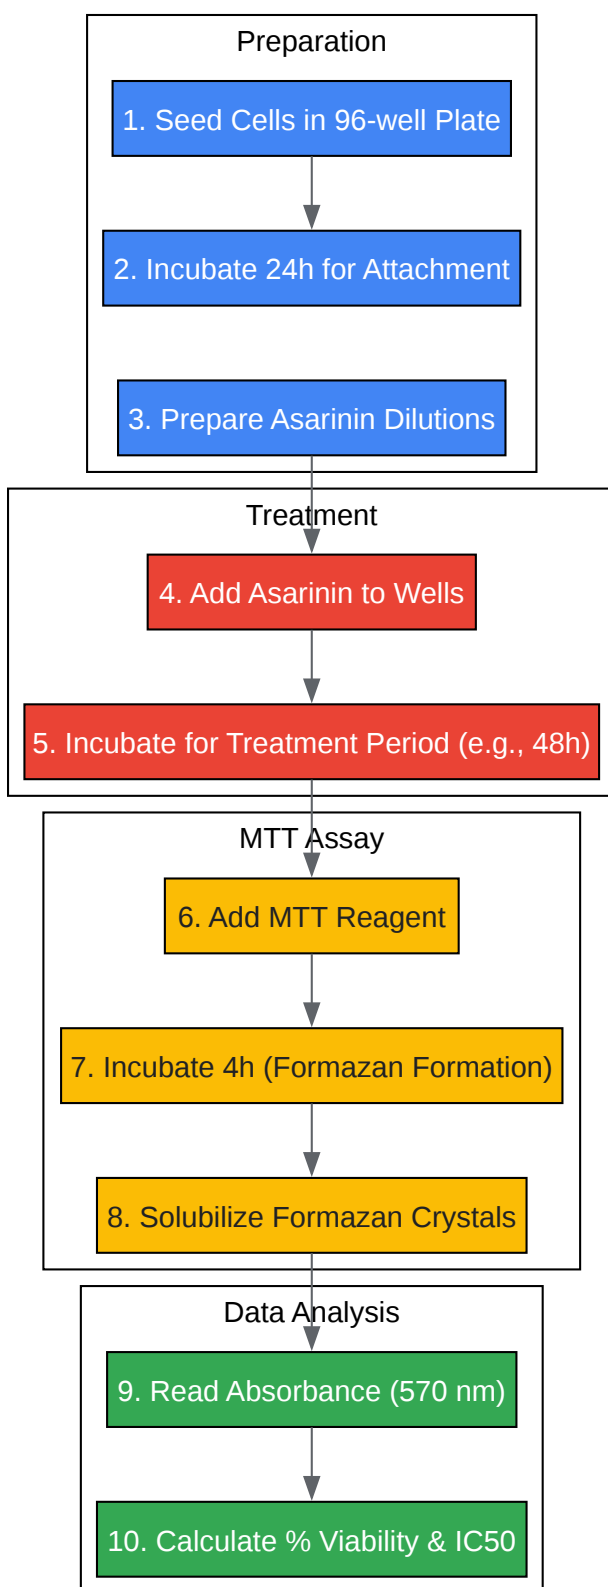 Preparation
1. Seed Cells in 96-well Plate
2. Incubate 24h for Attachment
3. Prepare Asarinin Dilutions
Treatment
4. Add Asarinin to Wells
5. Incubate for Treatment Period (e.g., 48h)
MTT Assay
6. Add MTT Reagent
7. Incubate 4h (Formazan Formation)
8. Solubilize Formazan Crystals
Data Analysis
9. Read Absorbance (570 nm)
10. Calculate % Viability & IC50